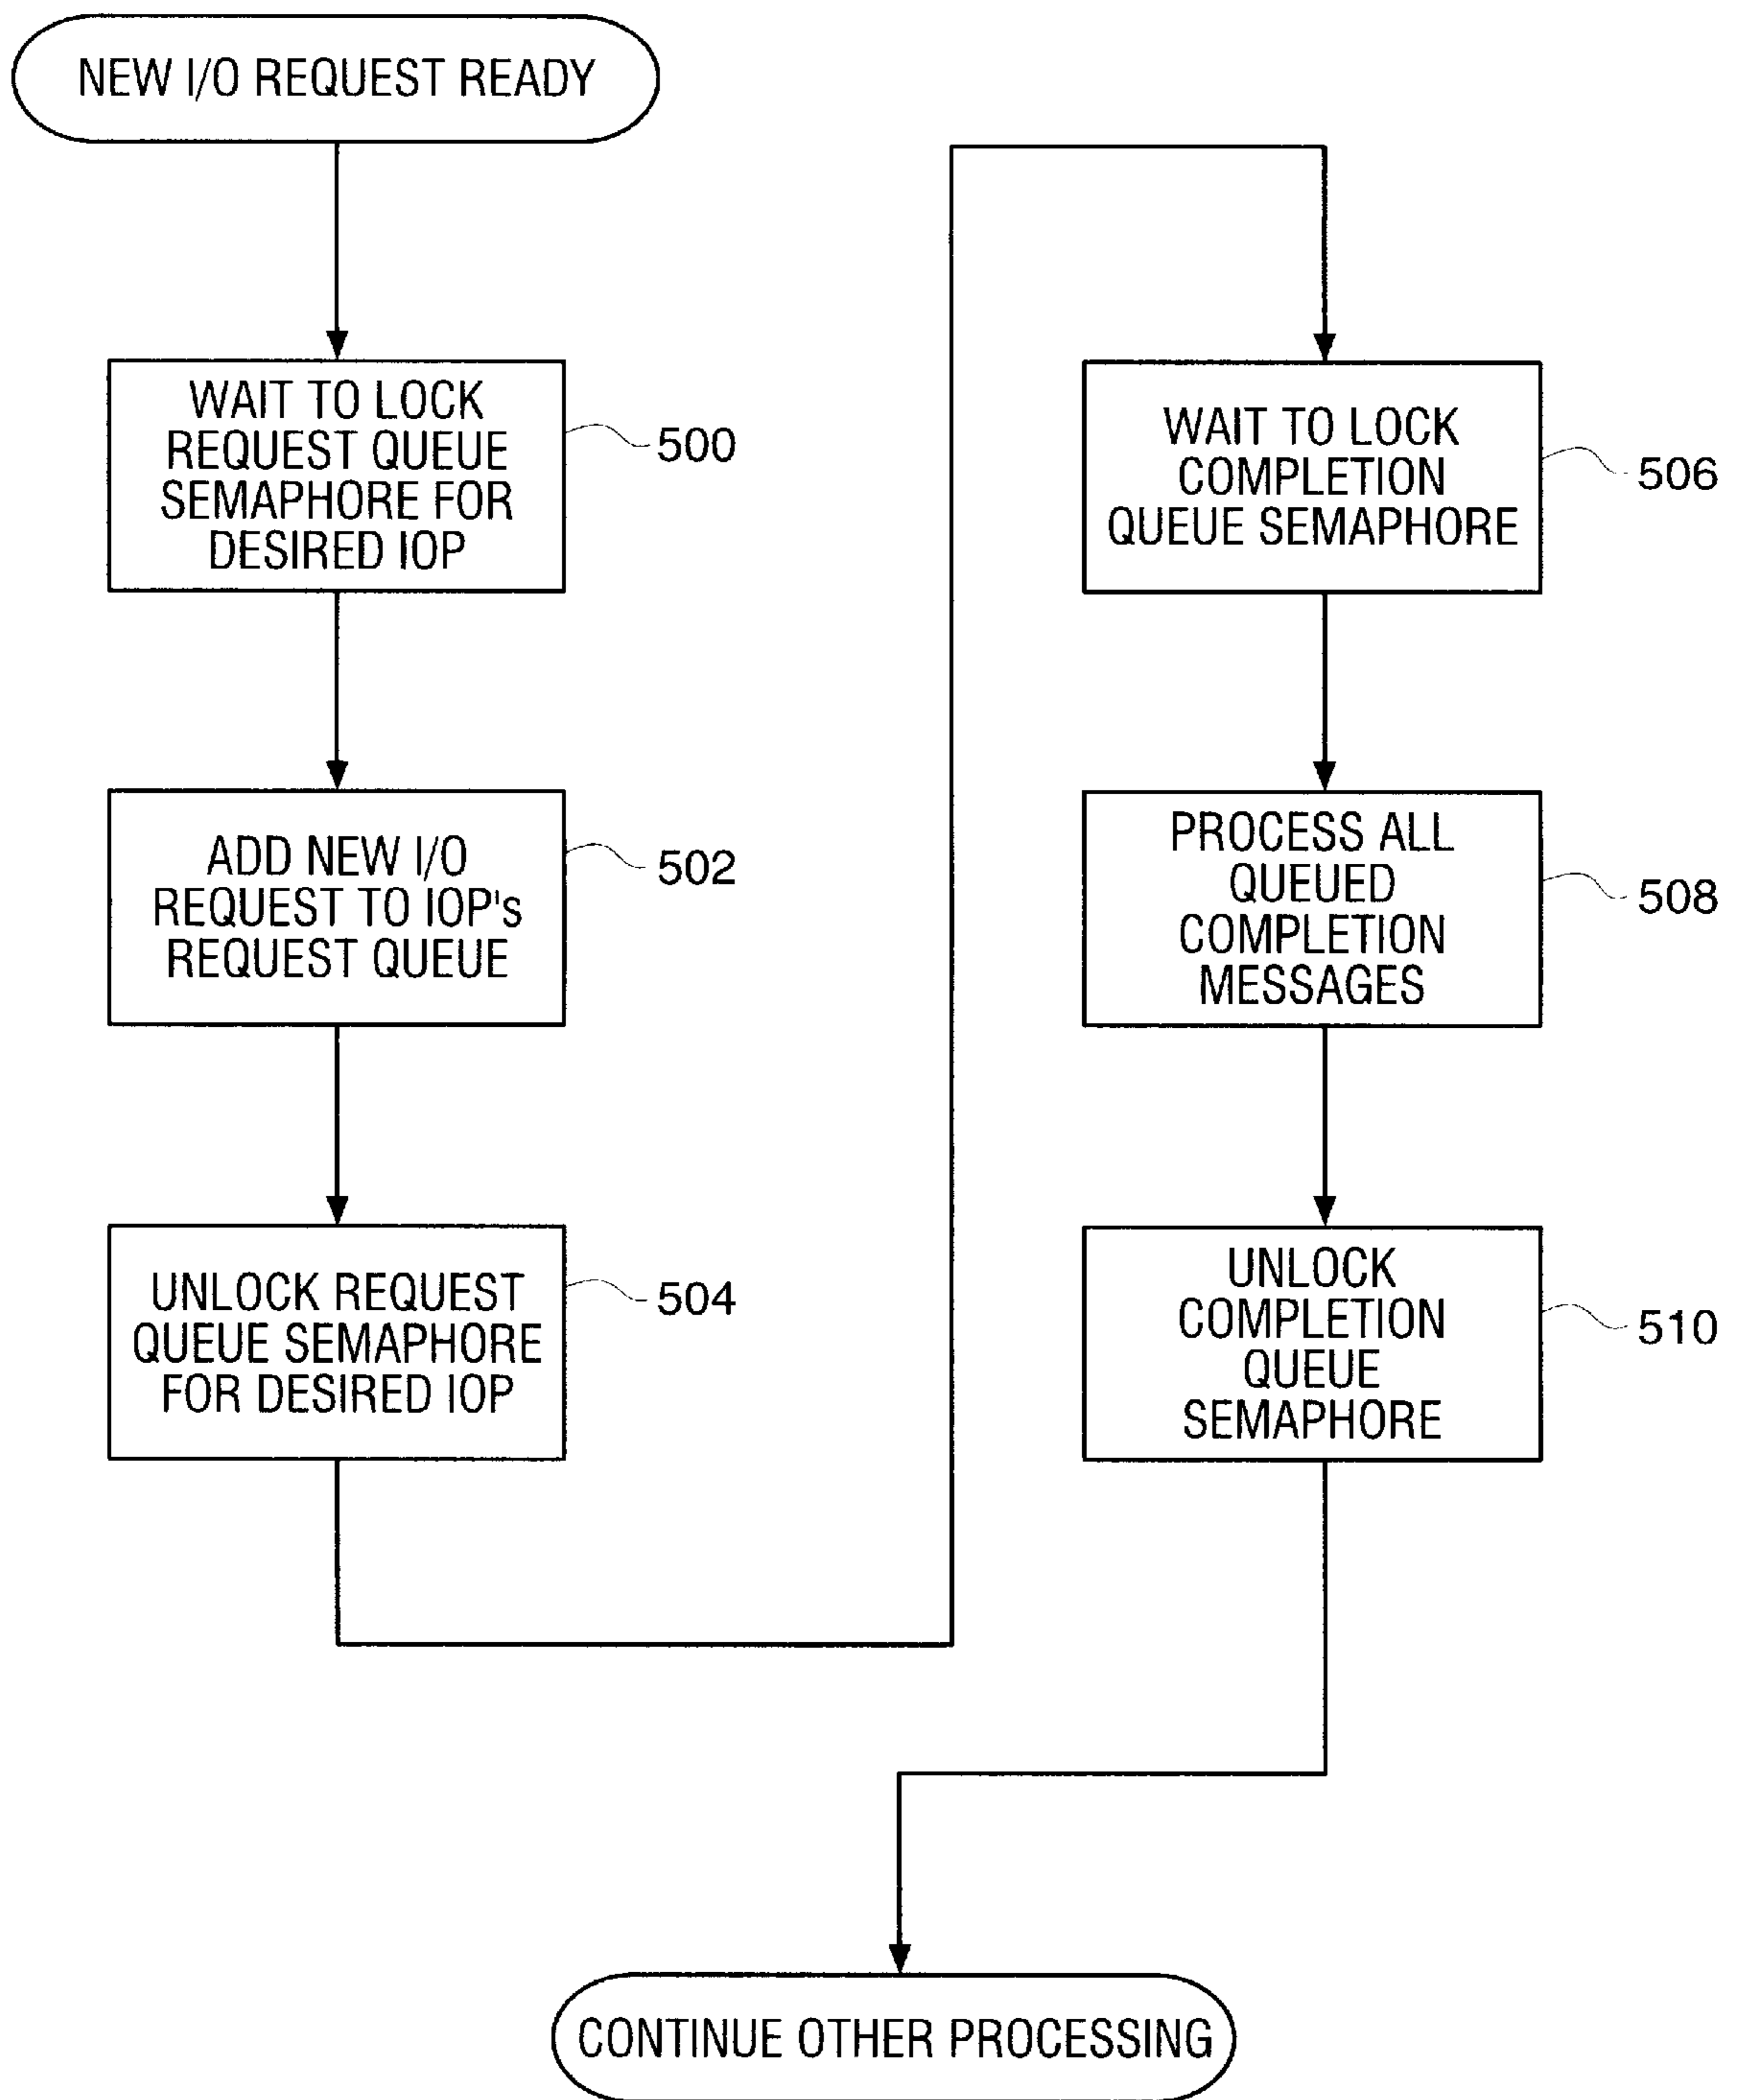 NEW I/O REQUEST READY
WAIT TO LOCK
REQUEST QUEUE
SEMAPHORE FOR
DESIRED IOP
500
ADD NEW I/O
REQUEST TO IOP's
REQUEST QUEUE
502
UNLOCK REQUEST
QUEUE SEMAPHORE
FOR DESIRED IOP
504
WAIT TO LOCK
COMPLETION
QUEUE SEMAPHORE
506
PROCESS ALL
QUEUED
COMPLETION
MESSAGES
508
UNLOCK
COMPLETION
QUEUE
SEMAPHORE
510
CONTINUE OTHER PROCESSING